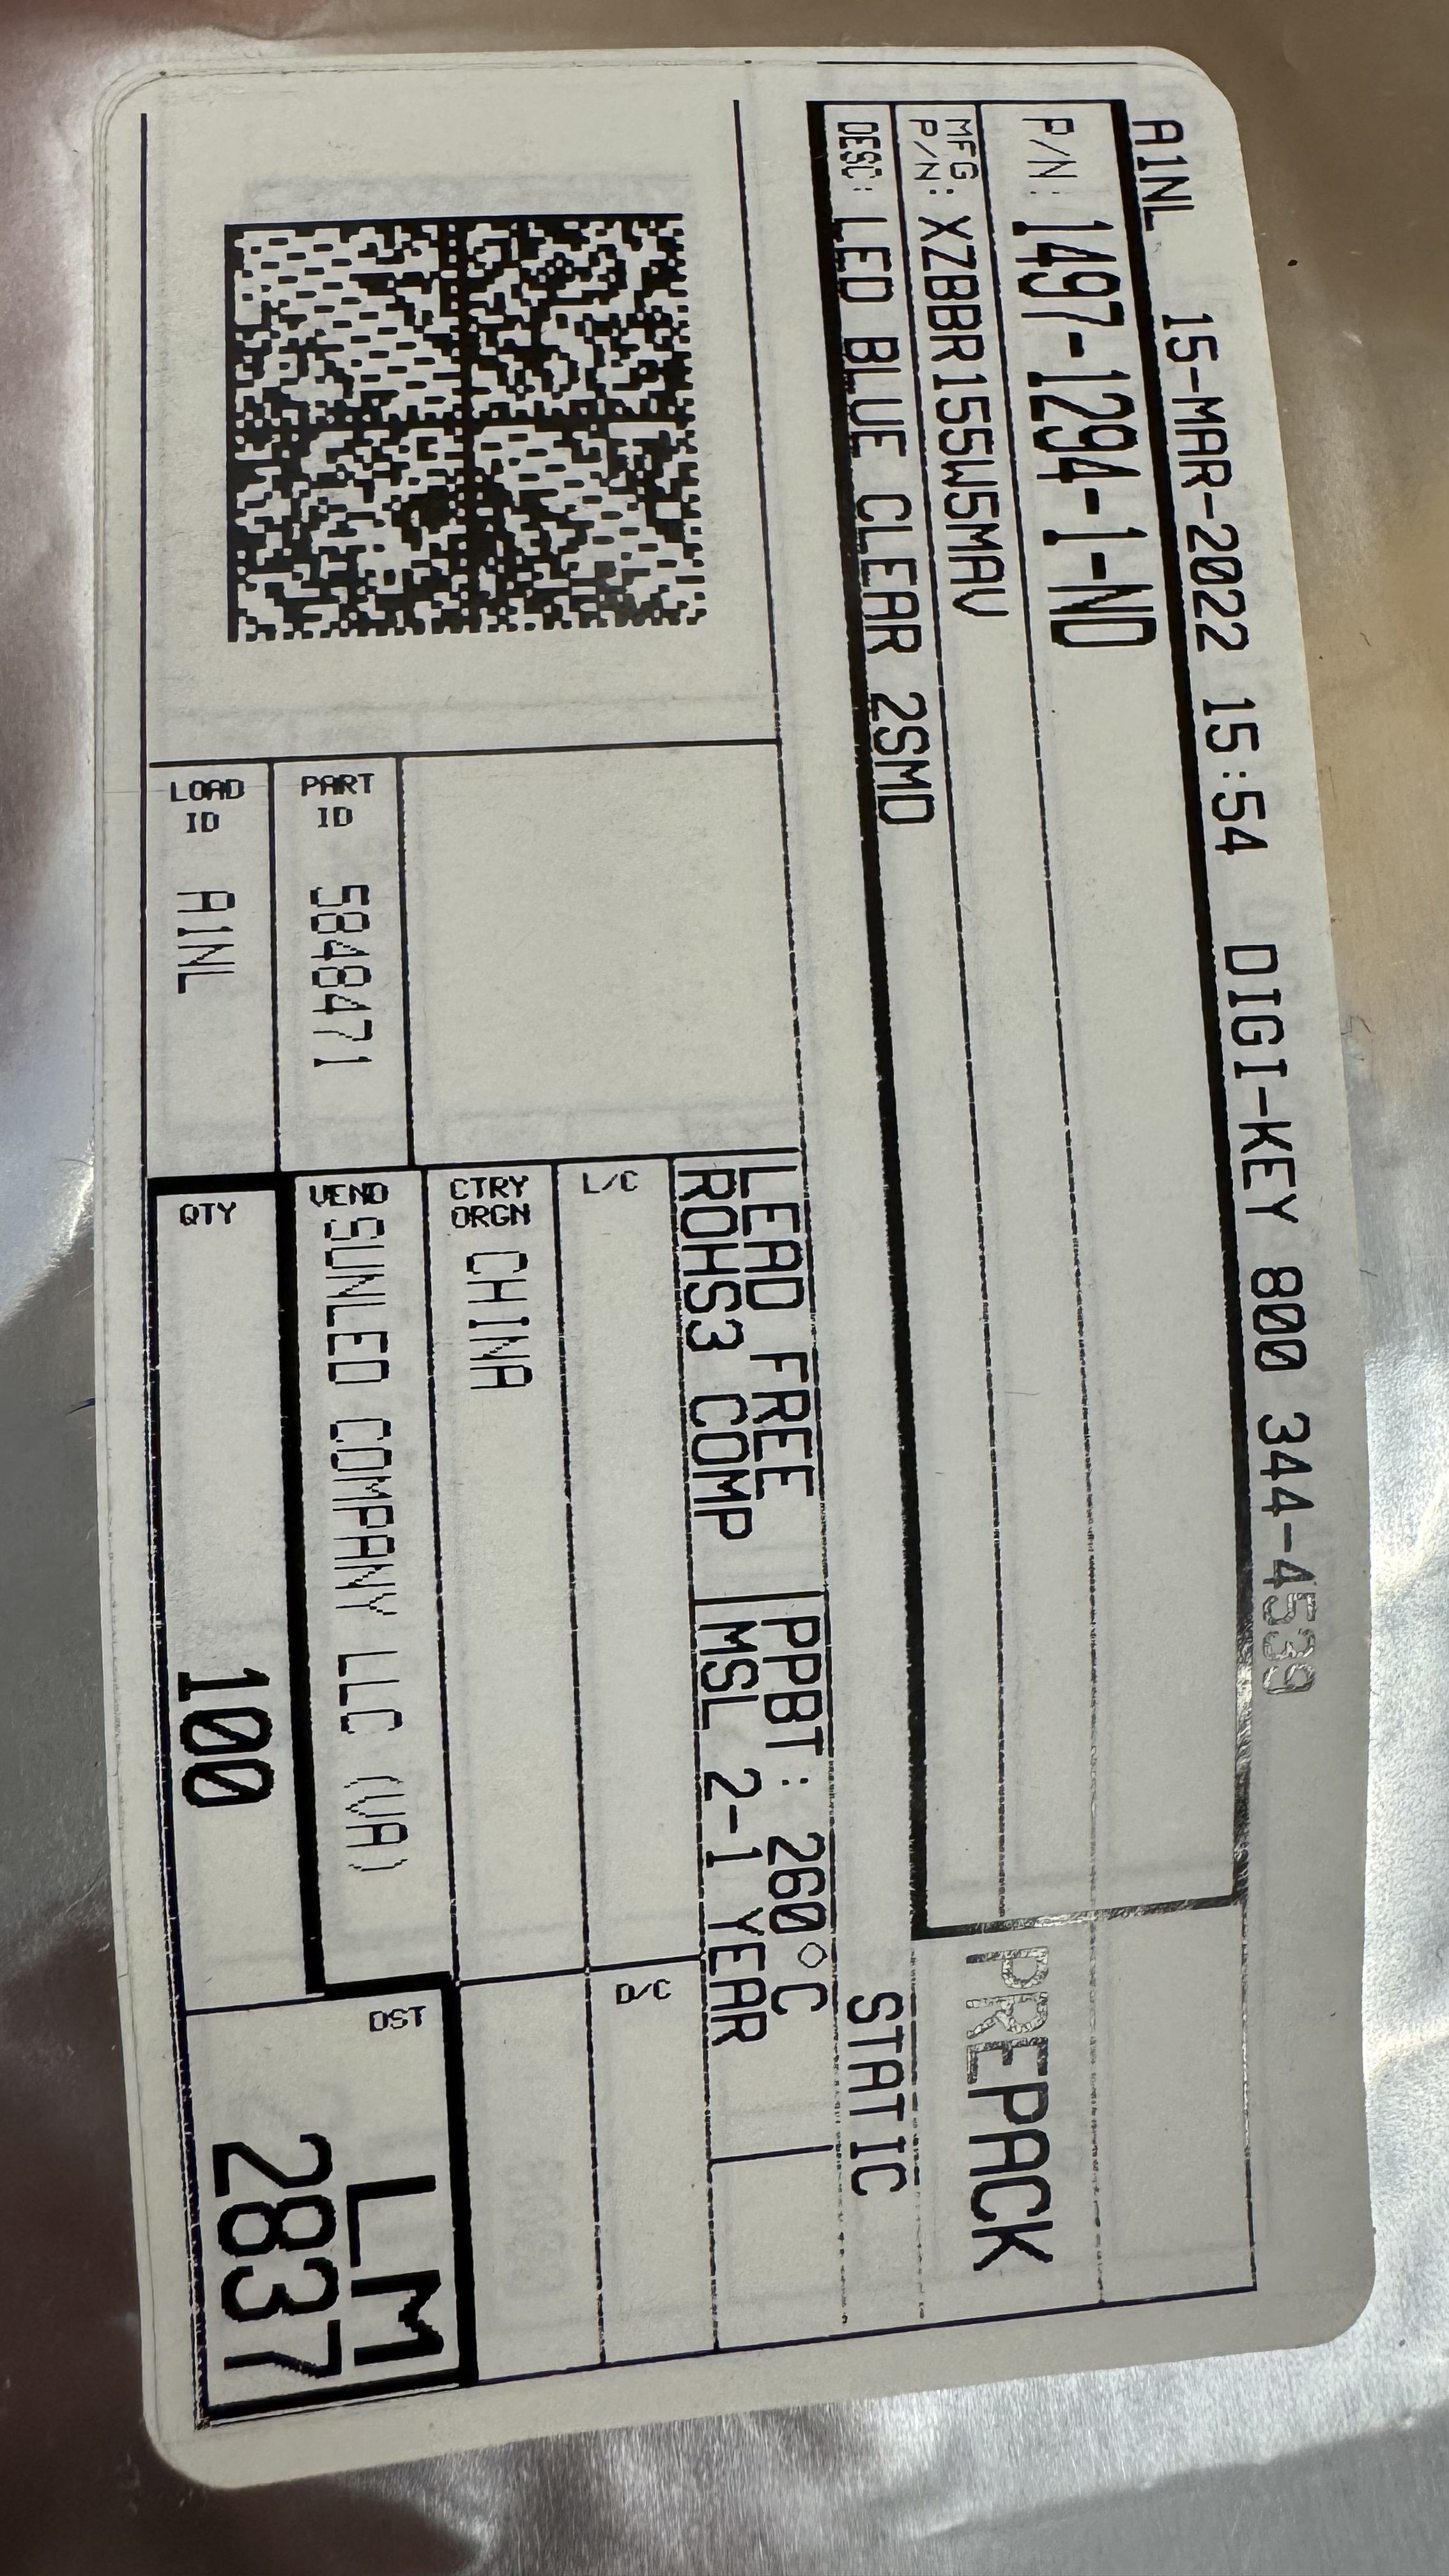 A1NL 15-MAR-2022 15:54 DIGI-KEY 800 344-4539
P/N: 1497-1294-1-ND
MFG P/N: XZBBR155W5MAV
PREPACK
DESC: LED BLUE CLEAR 2SMD
STATIC
LEAD FREE
ROHS3 COMP
PPBT: 260°C
MSL 2-1 YEAR
L/C
D/C
CTRY ORGN CHINA
PART ID 5848471
VEND SUNLED COMPANY LLC (VA)
LOAD ID A1NL
QTY 100
DST
LM
2837